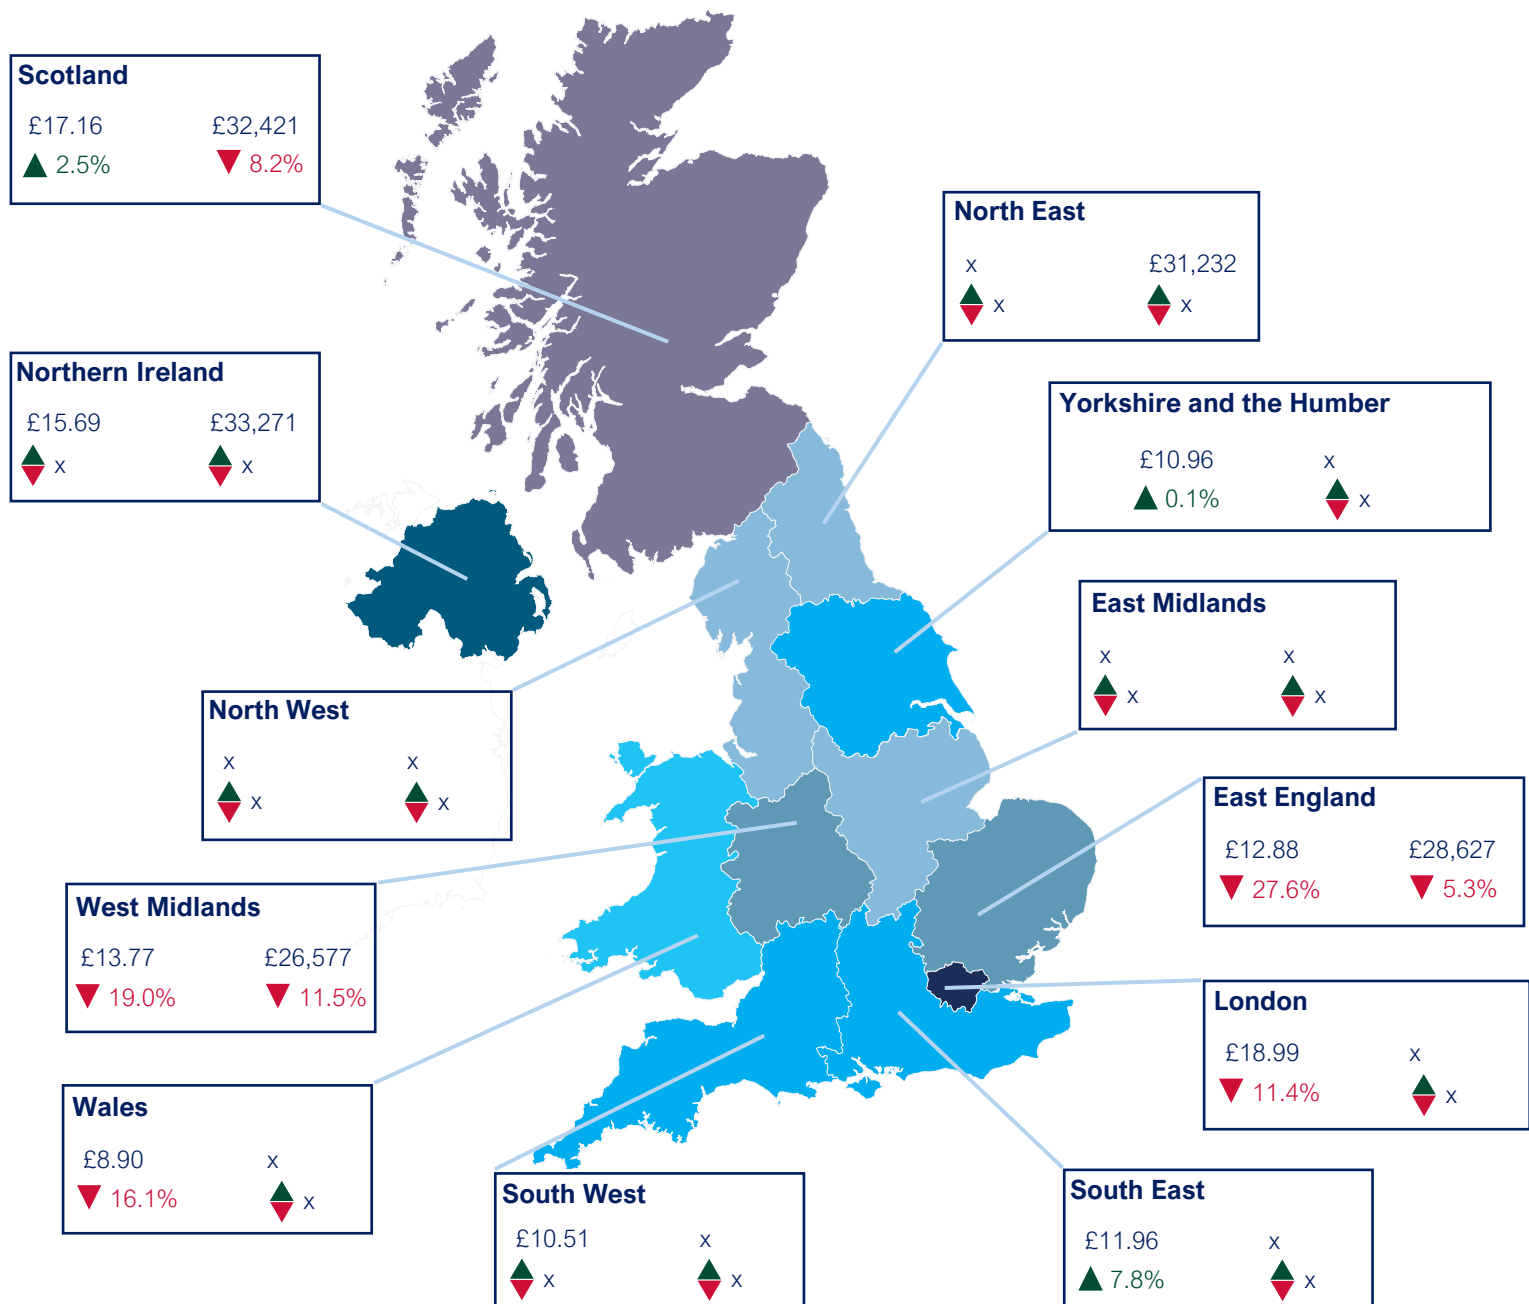 Scotland
£17.16 £32,421
▲ 2.5% ▼ 8.2%
North East
x £31,232
x x
Northern Ireland
£15.69 £33,271
x x
Yorkshire and the Humber
£10.96 x
▲ 0.1% x
East Midlands
x x
x x
North West
x x
x x
East England
£12.88 £28,627
▼ 27.6% ▼ 5.3%
West Midlands
£13.77 £26,577
▼ 19.0% ▼ 11.5%
London
£18.99 x
▼ 11.4% x
Wales
£8.90 x
▼ 16.1% x
South West
£10.51 x
x x
South East
£11.96 x
▲ 7.8% x